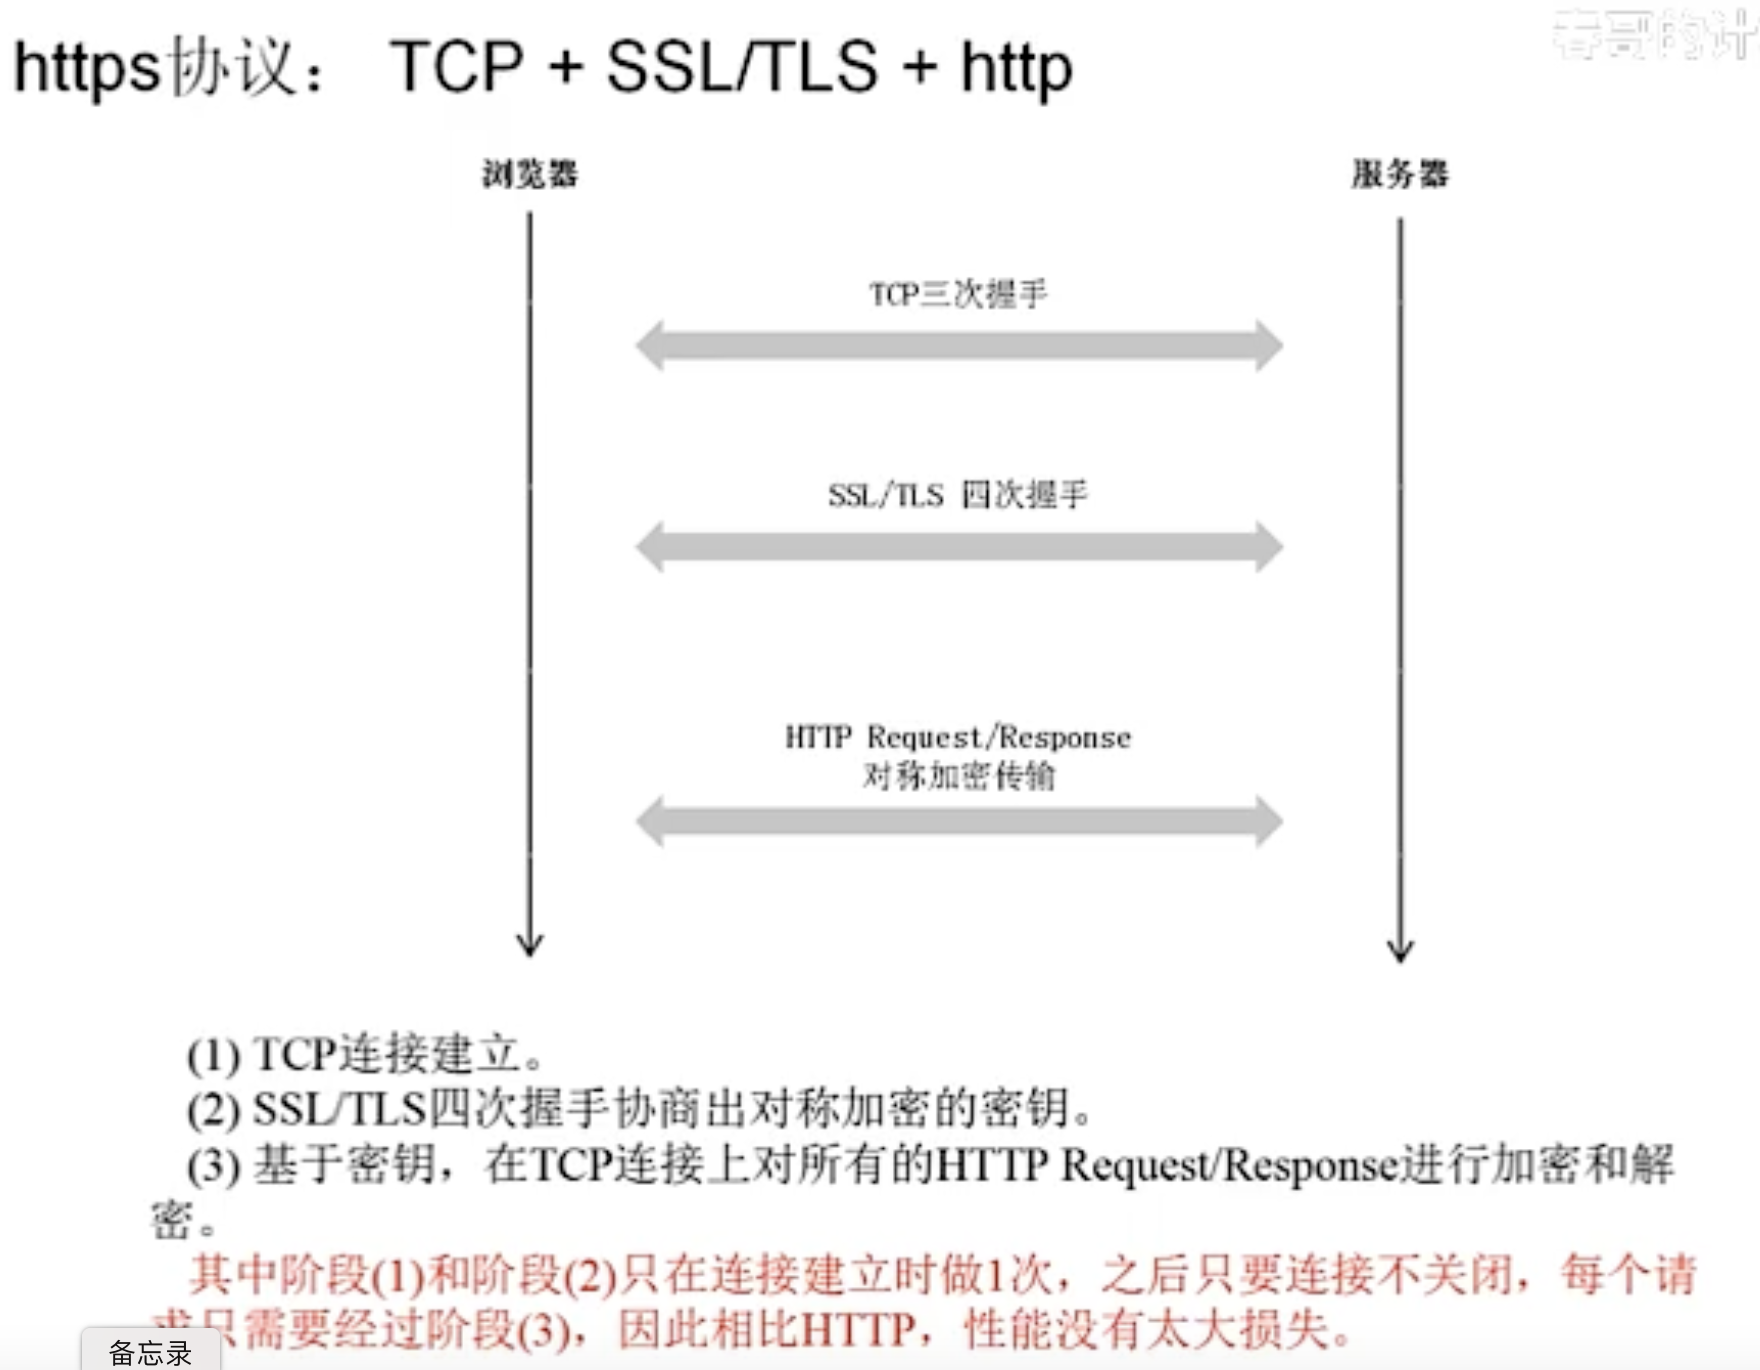 春哥的计
https协议： TCP + SSL/TLS + http
浏览器 服务器
TCP三次握手
SSL/TLS 四次握手
HTTP Request/Response
对称加密传输
(1) TCP连接建立。
(2) SSL/TLS四次握手协商出对称加密的密钥。
(3) 基于密钥，在TCP连接上对所有的HTTP Request/Response进行加密和解
密。
其中阶段(1)和阶段(2)只在连接建立时做1次，之后只要连接不关闭，每个请
求只需要经过阶段(3)，因此相比HTTP，性能没有太大损失。
备忘录